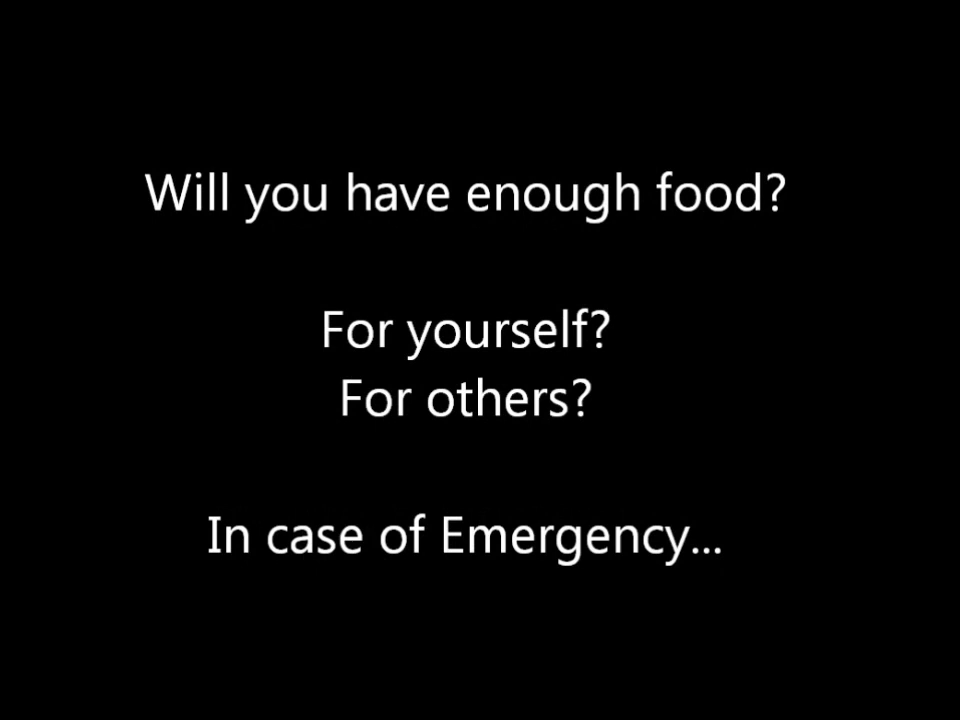 Will you have enough food?
For yourself?
For others?
In case of Emergency...